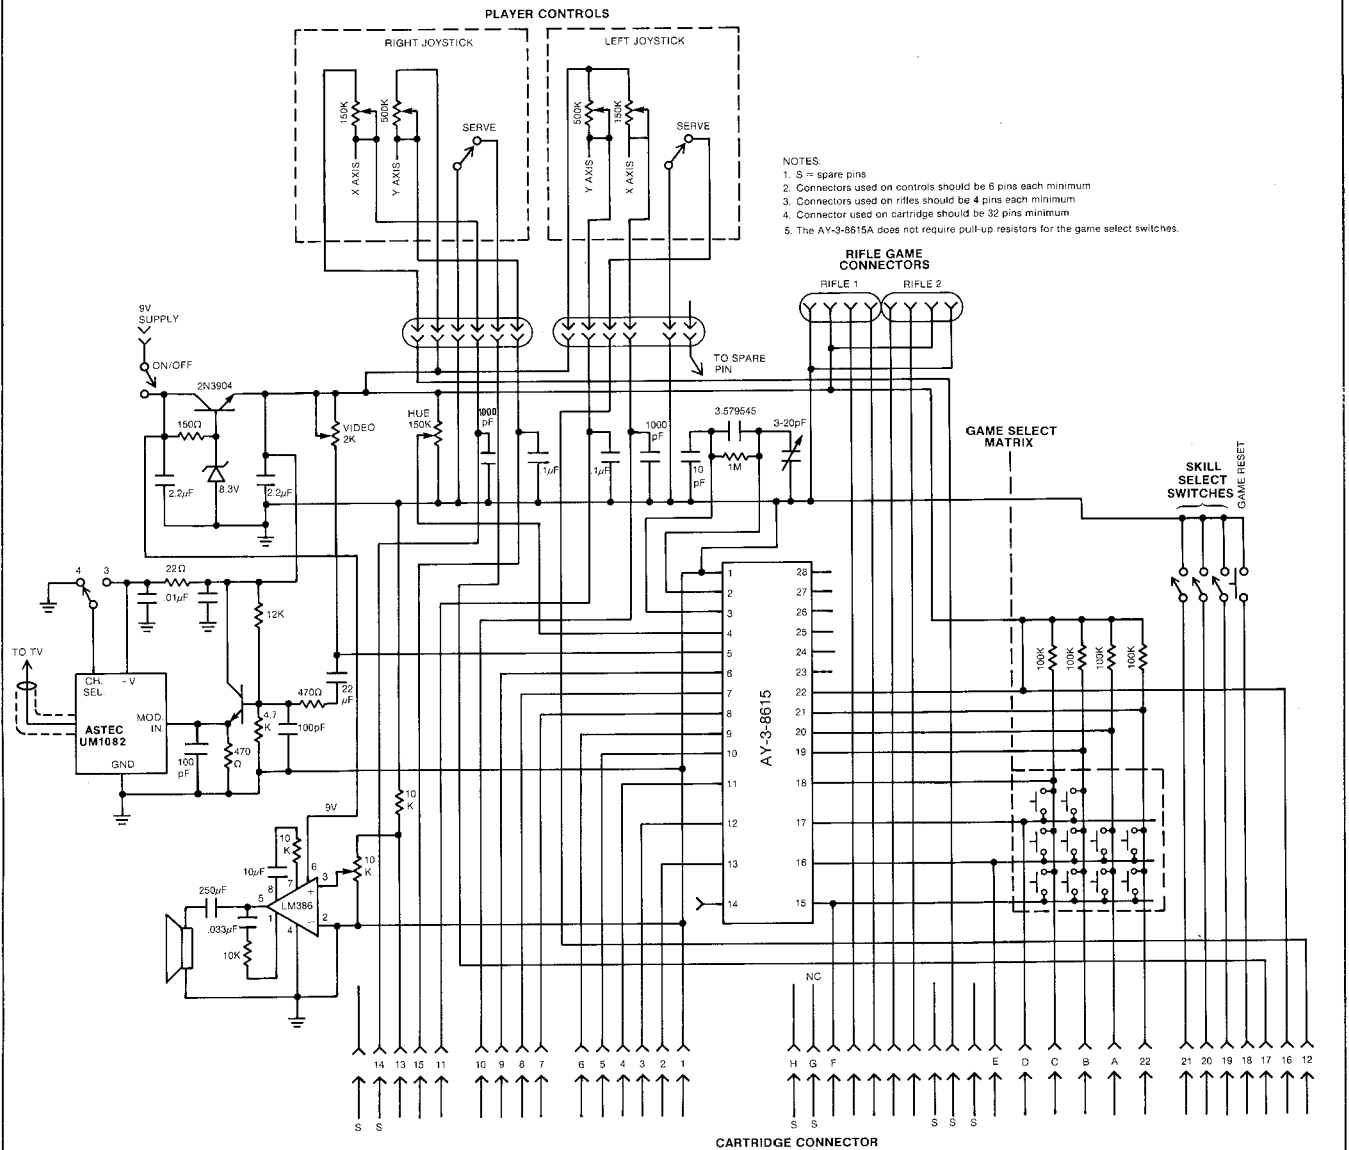 PLAYER CONTROLS
RIGHT JOYSTICK
LEFT JOYSTICK
150K
500K
500K
150K
SERVE
SERVE
X AXIS
Y AXIS
Y AXIS
X AXIS
NOTES:
1. S = spare pins
2. Connectors used on controls should be 6 pins each minimum
3. Connectors used on rifles should be 4 pins each minimum
4. Connector used on cartridge should be 32 pins minimum
5. The AY-3-8615A does not require pull-up resistors for the game select switches.
RIFLE GAME
CONNECTORS
RIFLE 1
RIFLE 2
9V
SUPPLY
ON/OFF
TO SPARE
PIN
2N3904
150Ω
VIDEO
2K
HUE
150K
1000
pF
1000
pF
3.579545
3-20pF
1M
10
pF
.1µF
.1µF
2.2µF
8.3V
2.2µF
GAME SELECT
MATRIX
SKILL
SELECT
SWITCHES
GAME RESET
4
3
22Ω
.01µF
12K
TO TV
CH.
SEL.
-V
MOD.
IN
ASTEC
UM1082
GND
470Ω
22
µF
4.7
K
100pF
100
pF
470
Ω
1
2
3
4
5
6
7
8
9
10
11
12
13
14
28
27
26
25
24
23
22
21
20
19
18
17
16
15
AY-3-8615
100K
100K
100K
100K
10
K
9V
10
K
10
K
10µF
8
7
6
3
5
1
4
2
LM386
250µF
.033µF
10K
NC
14
13
15
11
10
9
8
7
6
5
4
3
2
1
H
G
F
E
D
C
B
A
22
21
20
19
18
17
16
12
S
S
S
S
S
S
S
CARTRIDGE CONNECTOR